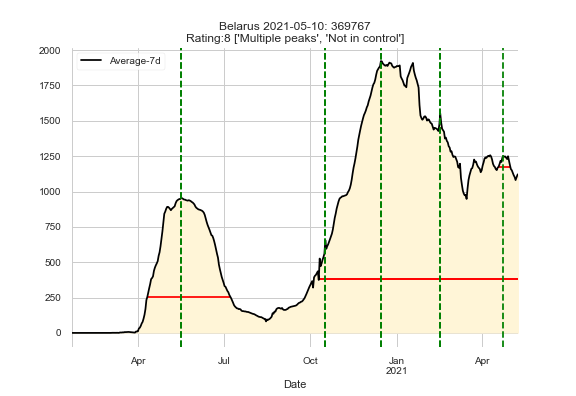 Belarus 2021-05-10: 369767
Rating:8 ['Multiple peaks', 'Not in control']
Average-7d
2000
1750
1500
1250
1000
750
500
250
0
Apr
Jul
Oct
Jan
2021
Apr
Date